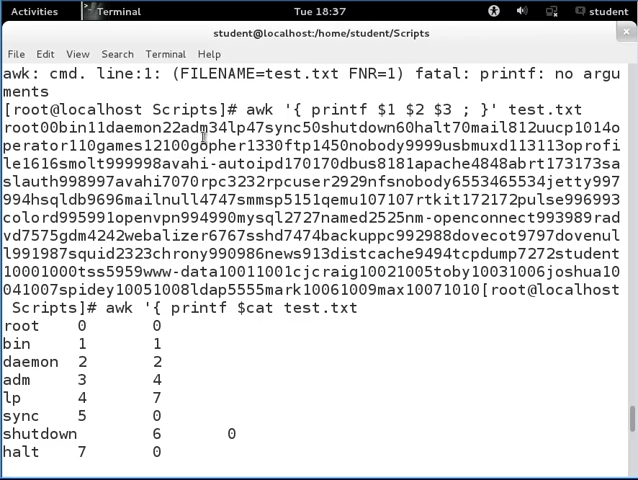 Activities Terminal Tue 18:37 student
student@localhost:/home/student/Scripts
File Edit View Search Terminal Help
awk: cmd. line:1: (FILENAME=test.txt FNR=1) fatal: printf: no argu
ments
[root@localhost Scripts]# awk '{ printf $1 $2 $3 ; }' test.txt
root00bin11daemon22adm34lp47sync50shutdown60halt70mail812uucp1014o
perator110games12100gopher1330ftp1450nobody9999usbmuxd113113oprofi
le1616smolt999998avahi-autoipd170170dbus8181apache4848abrt173173sa
slauth998997avahi7070rpc3232rpcuser2929nfsnobody6553465534jetty997
994hsqldb9696mailnull4747smmsp5151qemu107107rtkit172172pulse996993
colord995991openvpn994990mysql2727named2525nm-openconnect993989rad
vd7575gdm4242webalizer6767sshd7474backuppc992988dovecot9797dovenul
l991987squid2323chrony990986news913distcache9494tcpdump7272student
10001000tss5959www-data10011001cjcraig10021005toby10031006joshua10
041007spidey10051008ldap5555mark10061009max10071010[root@localhost
Scripts]# awk '{ printf $cat test.txt
root 0 0
bin 1 1
daemon 2 2
adm 3 4
lp 4 7
sync 5 0
shutdown 6 0
halt 7 0